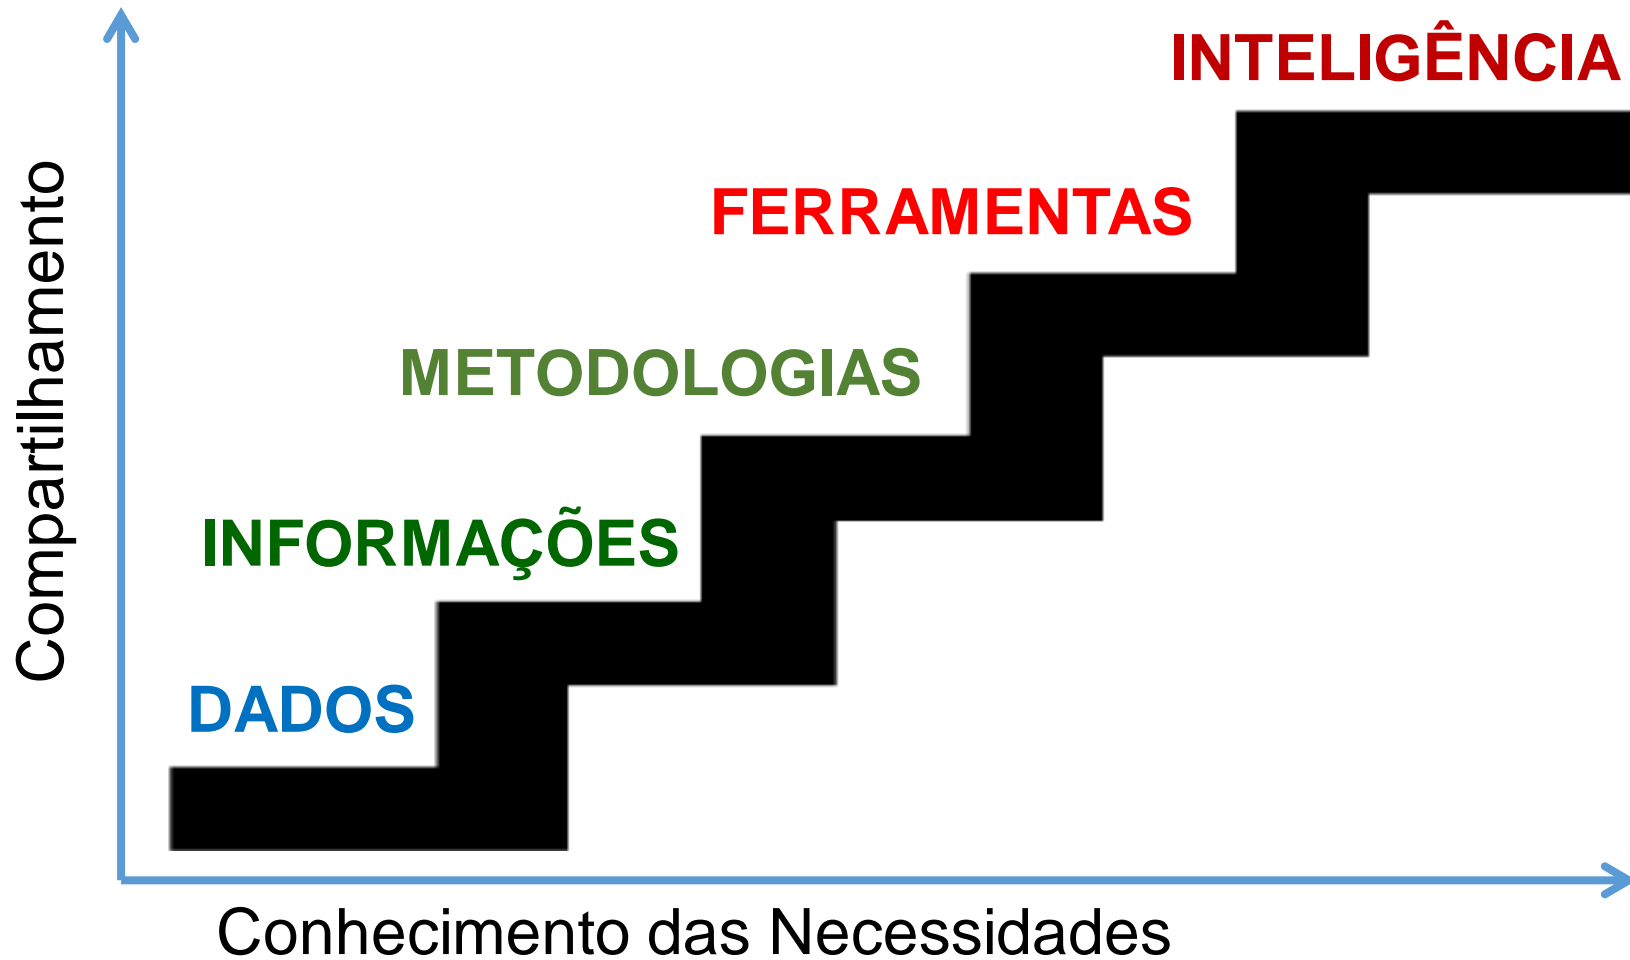 INTELIGÊNCIA
FERRAMENTAS
METODOLOGIAS
INFORMAÇÕES
DADOS
Compartilhamento
Conhecimento das Necessidades